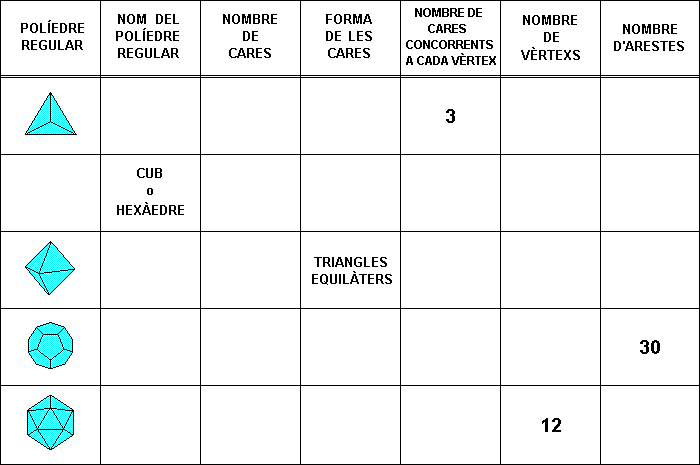 POLÍEDRE
REGULAR
NOM DEL
POLÍEDRE
REGULAR
NOMBRE
DE
CARES
FORMA
DE LES
CARES
NOMBRE DE
CARES
CONCORRENTS
A CADA VÈRTEX
NOMBRE
DE
VÈRTEXS
NOMBRE
D'ARESTES
3
CUB
o
HEXÀEDRE
TRIANGLES
EQUILÀTERS
30
12